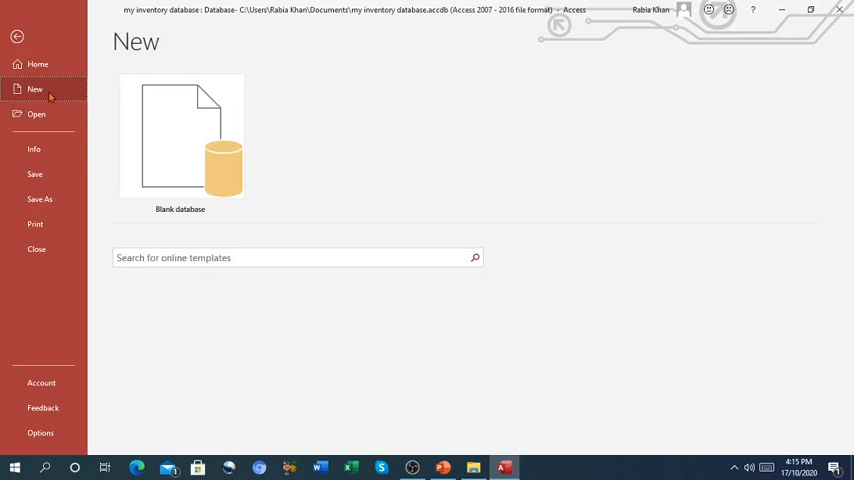 my inventory database : Database- C:\Users\Rabia Khan\Documents\my inventory database.accdb (Access 2007 - 2016 file format) - Access
Rabia Khan
?
New
Home
New
Open
Info
Save
Save As
Print
Close
Account
Feedback
Options
Blank database
Search for online templates
4:15 PM
17/10/2020